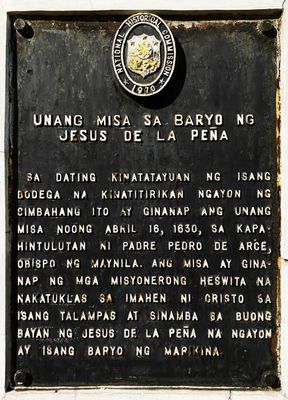 NATIONAL HISTORICAL COMMISSION
1970
UNANG MISA SA BARYO NG
JESUS DE LA PEÑA
SA DATING KINATATAYUAN NG ISANG
BODEGA NA KINATITIRIKAN NGAYON NG
SIMBAHANG ITO AY GINANAP ANG UNANG
MISA NOONG ABRIL 16, 1630, SA KAPA-
HINTULUTAN NI PADRE PEDRO DE ARCE,
OBISPO NG MAYNILA. ANG MISA AY GINA-
NAP NG MGA MISYONERONG HESWITA NA
NAKATUKLAS SA IMAHEN NI CRISTO SA
ISANG TALAMPAS AT SINAMBA SA BUONG
BAYAN NG JESUS DE LA PEÑA NA NGAYON
AY ISANG BARYO NG MARIKINA.